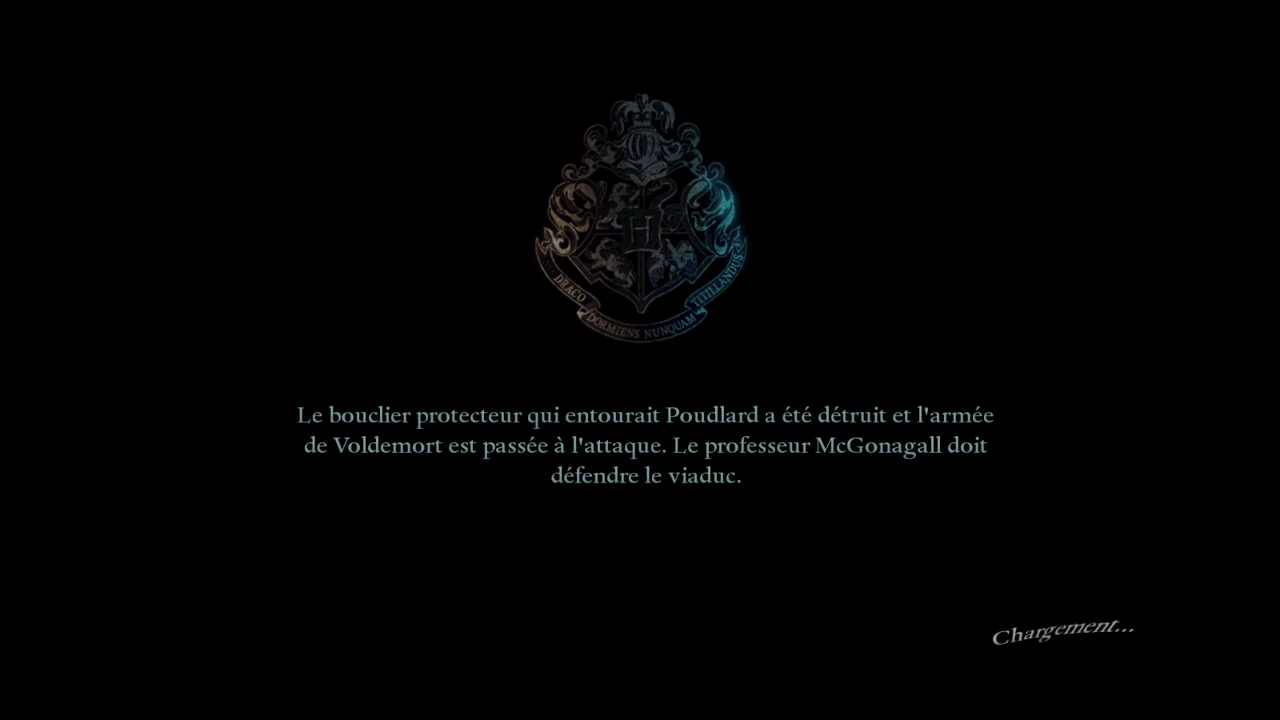 H
DRACO
DORMIENS NUNQUAM
TITILLANDUS
Le bouclier protecteur qui entourait Poudlard a été détruit et l'armée
de Voldemort est passée à l'attaque. Le professeur McGonagall doit
défendre le viaduc.
Chargement...